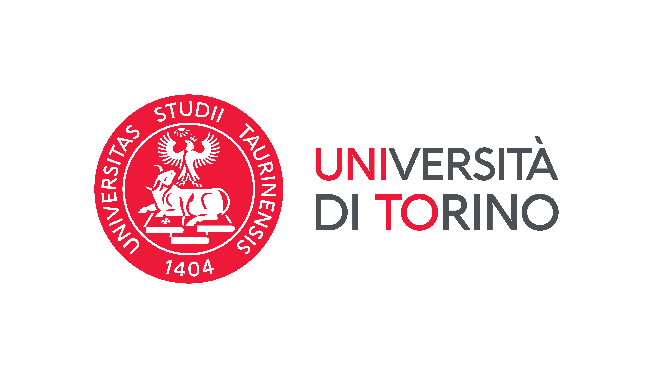 UNIVERSITAS STUDII TAURINENSIS
1404
UNIVERSITÀ
DI TORINO